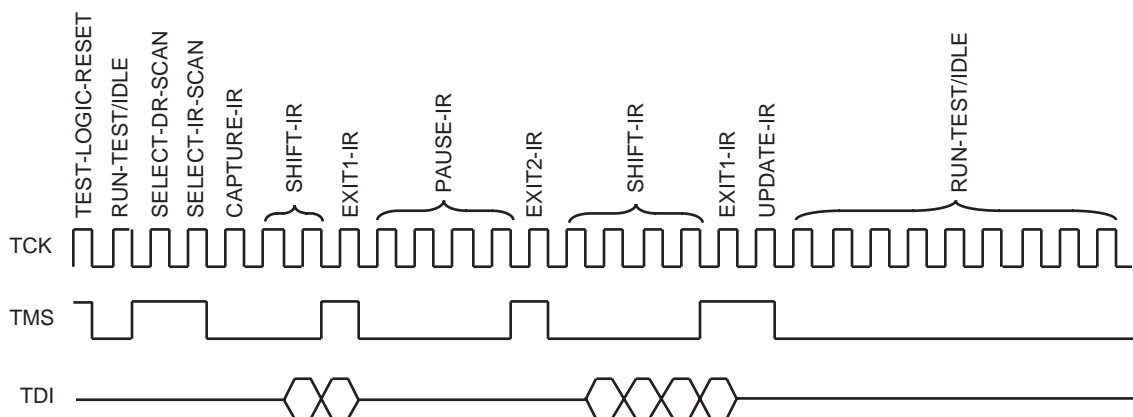 TEST-LOGIC-RESET
RUN-TEST/IDLE
SELECT-DR-SCAN
SELECT-IR-SCAN
CAPTURE-IR
SHIFT-IR
EXIT1-IR
PAUSE-IR
EXIT2-IR
SHIFT-IR
EXIT1-IR
UPDATE-IR
RUN-TEST/IDLE
TCK
TMS
TDI